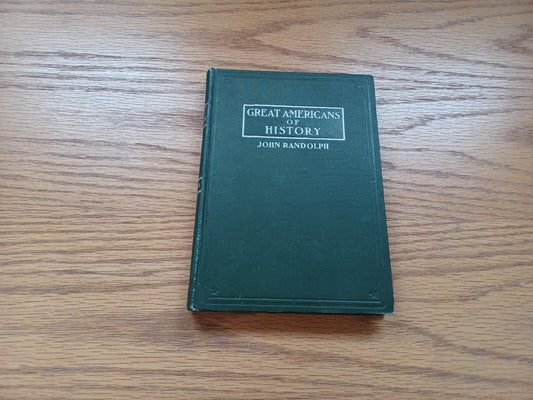 GREAT AMERICANS
OF
HISTORY
JOHN RANDOLPH